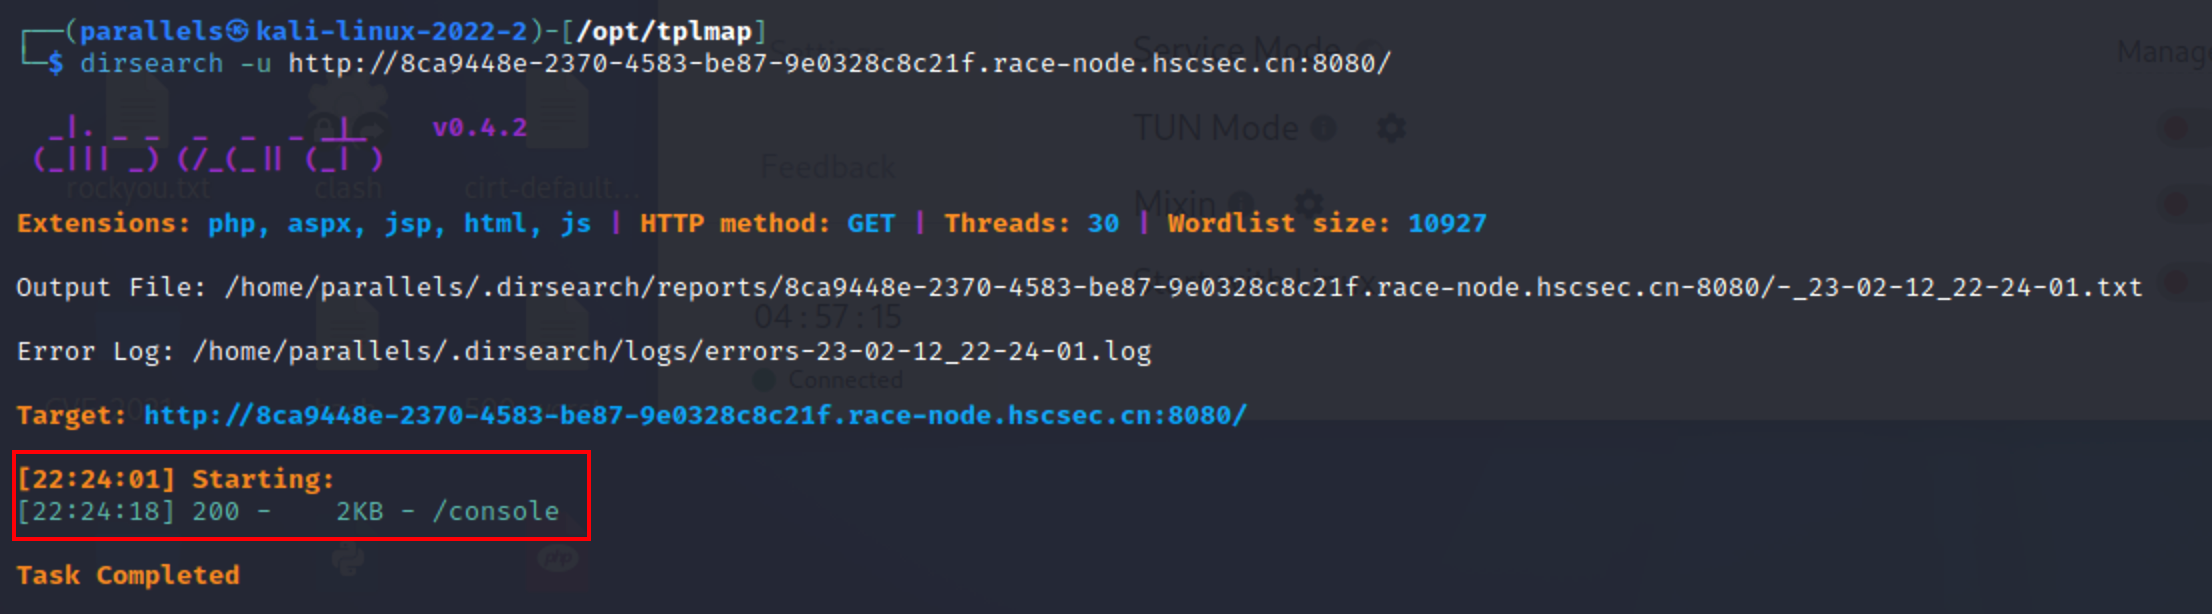 (parallels㉿kali-linux-2022-2)-[/opt/tplmap]
$ dirsearch -u http://8ca9448e-2370-4583-be87-9e0328c8c21f.race-node.hscsec.cn:8080/
v0.4.2
Extensions: php, aspx, jsp, html, js | HTTP method: GET | Threads: 30 | Wordlist size: 10927
Output File: /home/parallels/.dirsearch/reports/8ca9448e-2370-4583-be87-9e0328c8c21f.race-node.hscsec.cn-8080/-_23-02-12_22-24-01.txt
Error Log: /home/parallels/.dirsearch/logs/errors-23-02-12_22-24-01.log
Target: http://8ca9448e-2370-4583-be87-9e0328c8c21f.race-node.hscsec.cn:8080/
[22:24:01] Starting:
[22:24:18] 200 -    2KB - /console
Task Completed
Settings
Service Mode
Manage
TUN Mode
Feedback
Mixin
rockyou.txt
clash
cirt-default...
Start with Linux
04:57:15
Connected
php